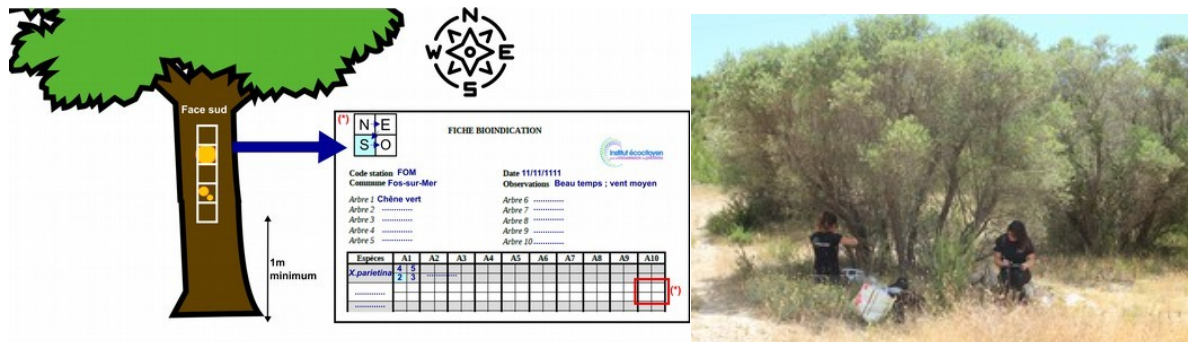 N
W E
S
Face sud
1m
minimum
(*)
N E
S O
FICHE BIOINDICATION
Institut écocitoyen
Code station FOM
Date 11/11/1111
Commune Fos-sur-Mer
Observations Beau temps ; vent moyen
Arbre 1 Chêne vert
Arbre 2 .............
Arbre 3 .............
Arbre 4 .............
Arbre 5 .............
Arbre 6 .............
Arbre 7 .............
Arbre 8 .............
Arbre 9 .............
Arbre 10 .............
Espèces A1 A2 A3 A4 A5 A6 A7 A8 A9 A10
X.parietina 4 5 .............
2 3
.............
.............
(*)